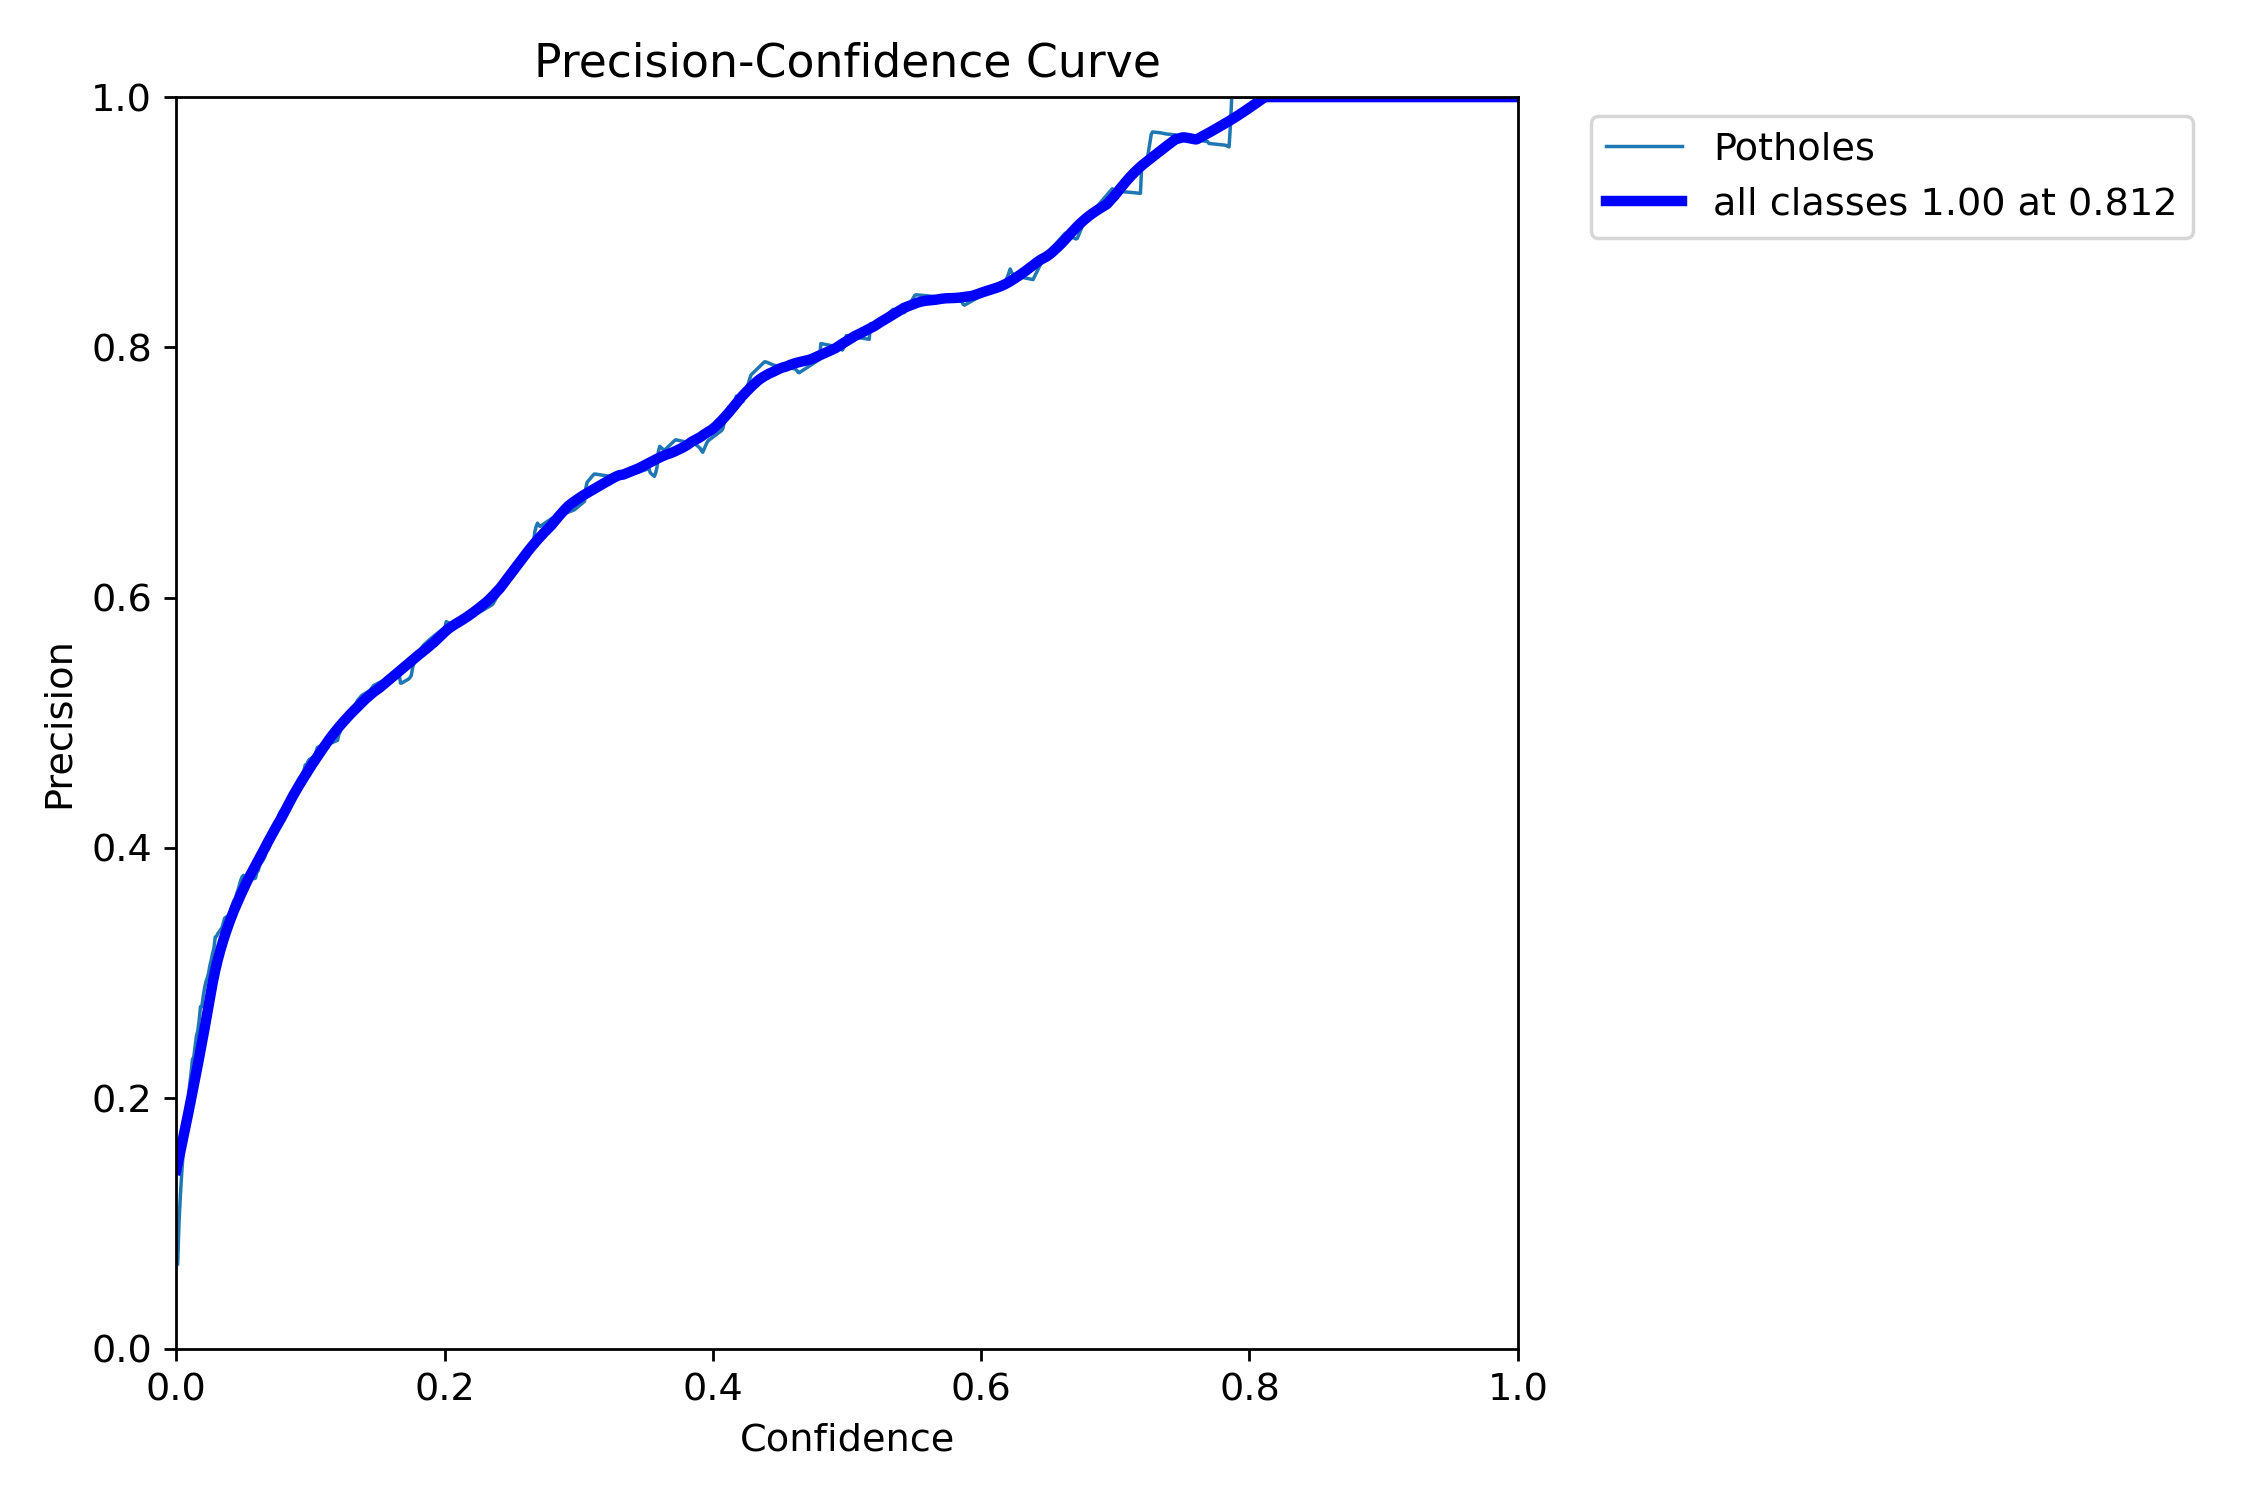 Precision-Confidence Curve
1.0
0.8
0.6
0.4
0.2
0.0
Precision
0.0 0.2 0.4 0.6 0.8 1.0
Confidence
Potholes
all classes 1.00 at 0.812